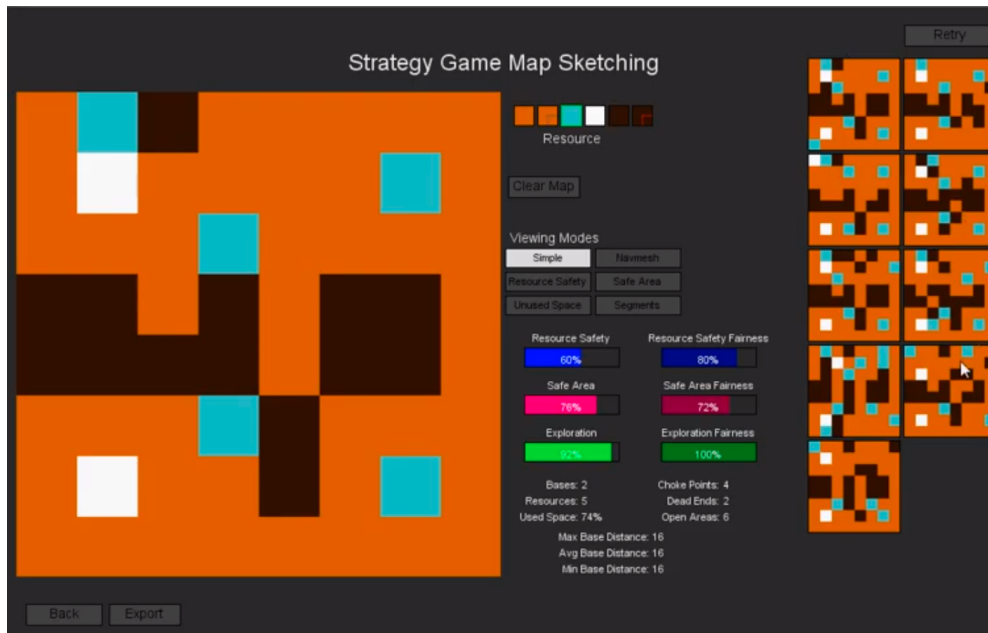 Retry
Strategy Game Map Sketching
Resource
Clear Map
Viewing Modes
Simple Navmesh
Resource Safety Safe Area
Unused Space Segments
Resource Safety Resource Safety Fairness
60% 80%
Safe Area Safe Area Fairness
76% 72%
Exploration Exploration Fairness
92% 100%
Bases: 2 Choke Points: 4
Resources: 5 Dead Ends: 2
Used Space: 74% Open Areas: 6
Max Base Distance: 16
Avg Base Distance: 16
Min Base Distance: 16
Back Export